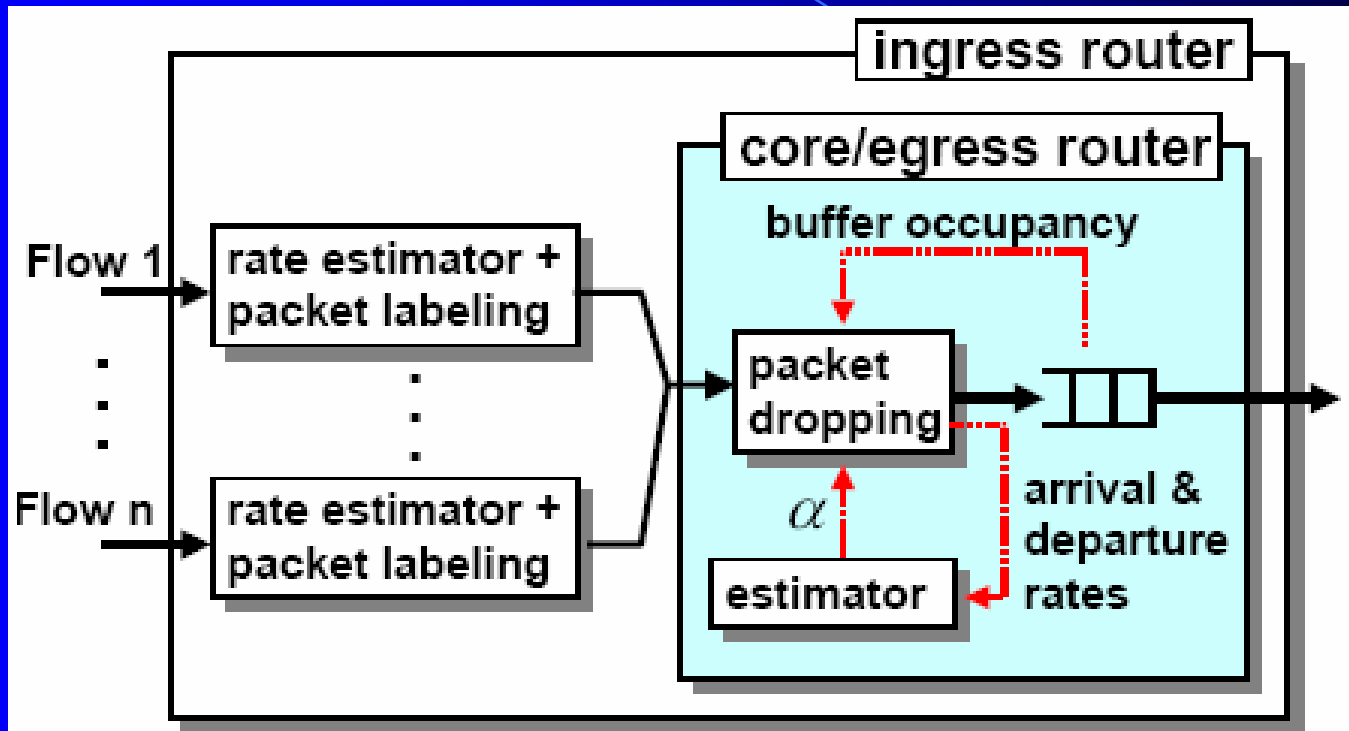 ingress router
core/egress router
buffer occupancy
Flow 1
rate estimator +
packet labeling
packet
dropping
Flow n
rate estimator +
packet labeling
α
arrival &
departure
rates
estimator